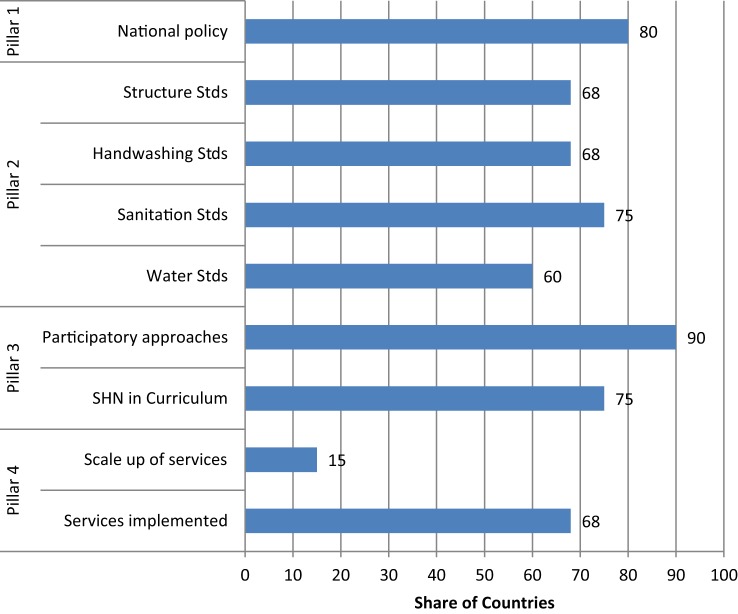 Pillar 1
National policy
80
Pillar 2
Structure Stds
68
Handwashing Stds
68
Sanitation Stds
75
Water Stds
60
Pillar 3
Participatory approaches
90
SHN in Curriculum
75
Pillar 4
Scale up of services
15
Services implemented
68
0 10 20 30 40 50 60 70 80 90 100
Share of Countries